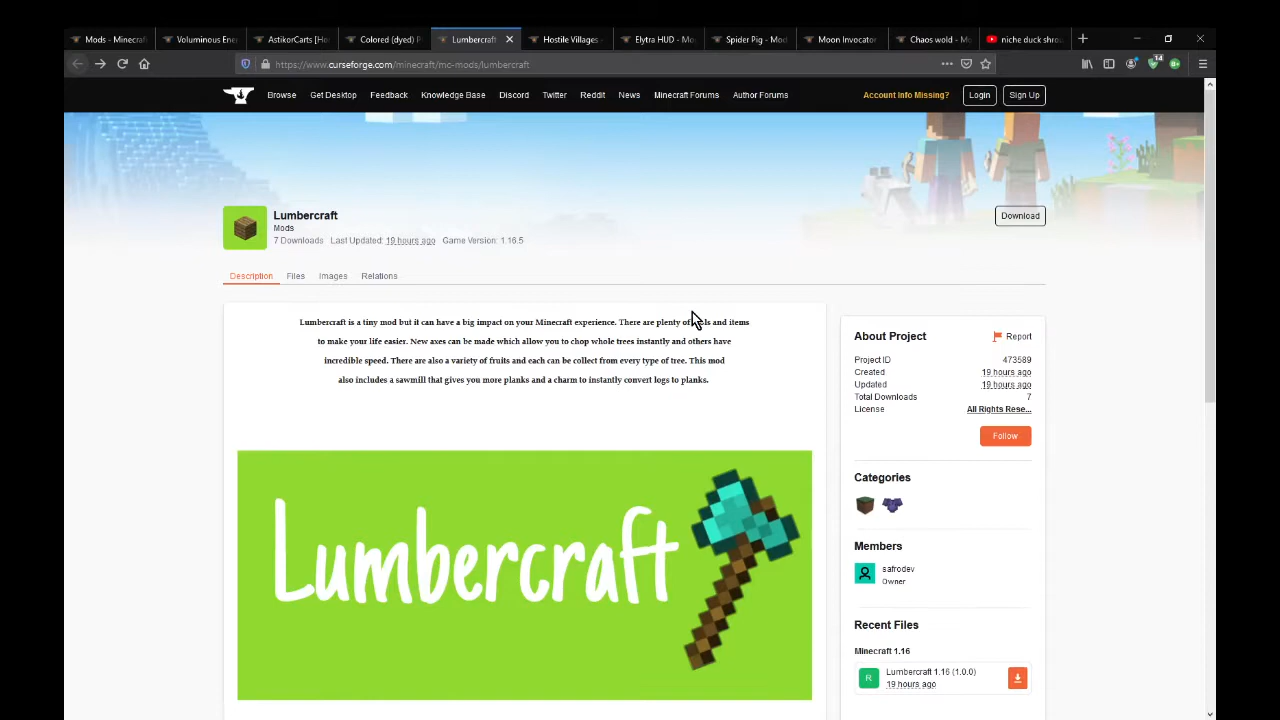 Mods - Minecraft
Voluminous Ener
AstikorCarts [Ho
Colored (dyed) P
Lumbercraft
Hostile Villages -
Elytra HUD - Mo
Spider Pig - Mod
Moon Invocator
Chaos wold - Mo
niche duck shro
https://www.curseforge.com/minecraft/mc-mods/lumbercraft
14
Browse Get Desktop Feedback Knowledge Base Discord Twitter Reddit News Minecraft Forums Author Forums Account Info Missing? Login Sign Up
Lumbercraft
Mods
7 Downloads Last Updated: 19 hours ago Game Version: 1.16.5
Download
Description Files Images Relations
Lumbercraft is a tiny mod but it can have a big impact on your Minecraft experience. There are plenty of tools and items
to make your life easier. New axes can be made which allow you to chop whole trees instantly and others have
incredible speed. There are also a variety of fruits and each can be collect from every type of tree. This mod
also includes a sawmill that gives you more planks and a charm to instantly convert logs to planks.
Lumbercraft
About Project
Report
Project ID 473589
Created 19 hours ago
Updated 19 hours ago
Total Downloads 7
License All Rights Rese...
Follow
Categories
Members
safrodev
Owner
Recent Files
Minecraft 1.16
R Lumbercraft 1.16 (1.0.0)
19 hours ago